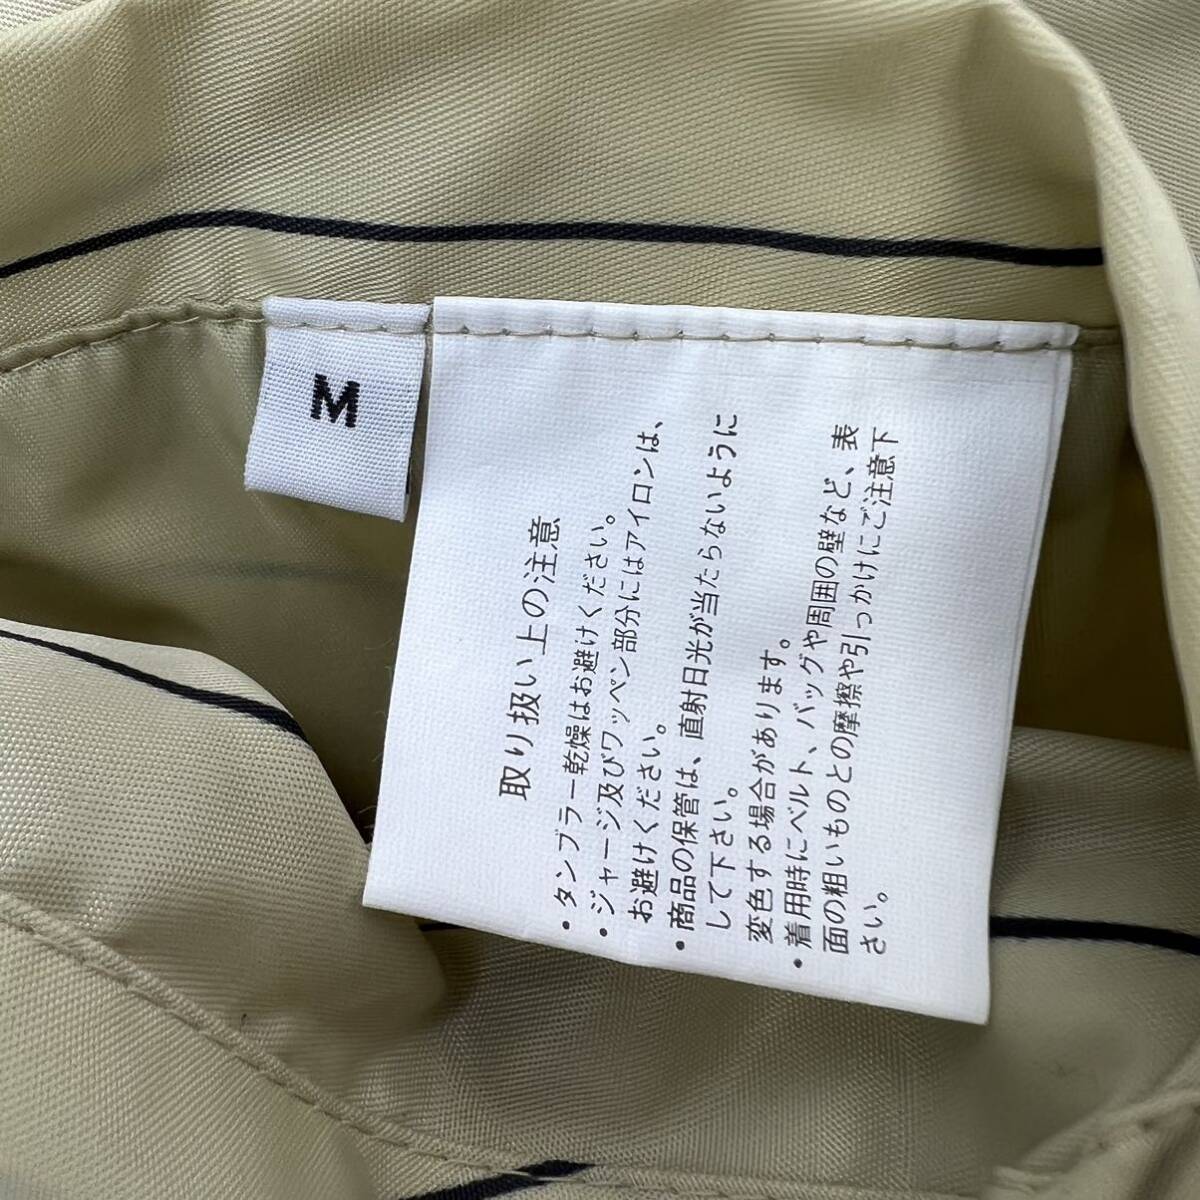 M
取り扱い上の注意
・タンブラー乾燥はお避けください。
・ジャージ及びワッペン部分にはアイロンは、
お避けください。
・商品の保管は、直射日光が当たらないように
して下さい。
変色する場合があります。
・着用時にベルト、バッグや周囲の壁など、表
面の粗いものとの摩擦や引っかけにご注意下
さい。